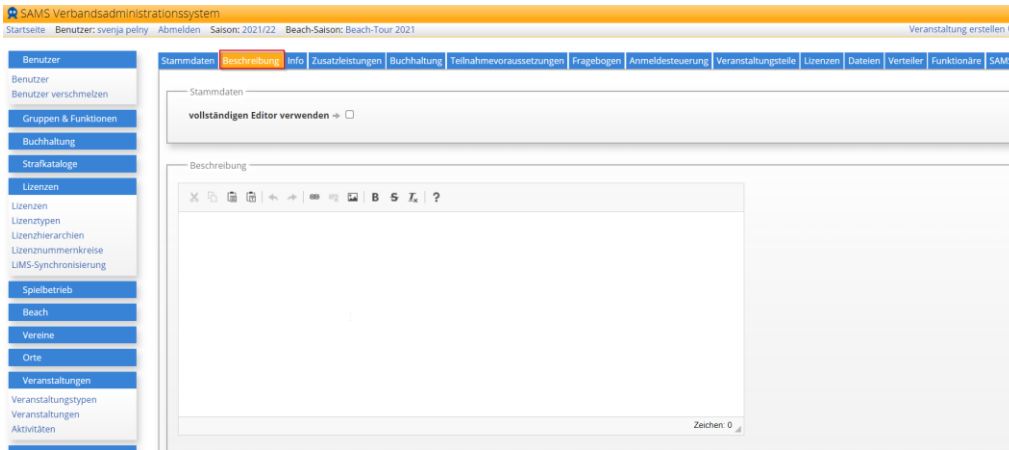 SAMS Verbandsadministrationssystem
Startseite Benutzer: svenja pelny Abmelden Saison: 2021/22 Beach-Saison: Beach-Tour 2021 Veranstaltung erstellen
Benutzer
Benutzer
Benutzer verschmelzen
Gruppen & Funktionen
Buchhaltung
Strafkataloge
Lizenzen
Lizenzen
Lizenztypen
Lizenzhierarchien
Lizenznummernkreise
LiMS-Synchronisierung
Spielbetrieb
Beach
Vereine
Orte
Veranstaltungen
Veranstaltungstypen
Veranstaltungen
Aktivitäten
Stammdaten Beschreibung Info Zusatzleistungen Buchhaltung Teilnahmevoraussetzungen Fragebogen Anmeldesteuerung Veranstaltungsteile Lizenzen Dateien Verteiler Funktionäre SAMS
Stammdaten
vollständigen Editor verwenden
Beschreibung
B S Tx ?
Zeichen: 0